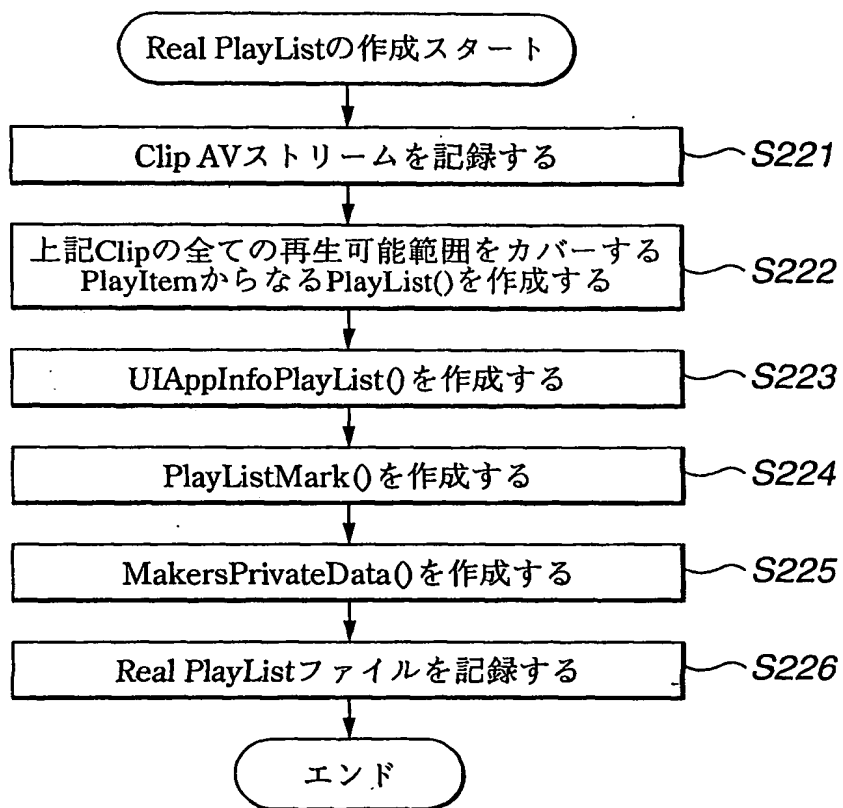 Real PlayListの作成スタート
Clip AVストリームを記録する
S221
上記Clipの全ての再生可能範囲をカバーする
PlayItemからなるPlayList()を作成する
S222
UIAppInfoPlayList()を作成する
S223
PlayListMark()を作成する
S224
MakersPrivateData()を作成する
S225
Real PlayListファイルを記録する
S226
エンド